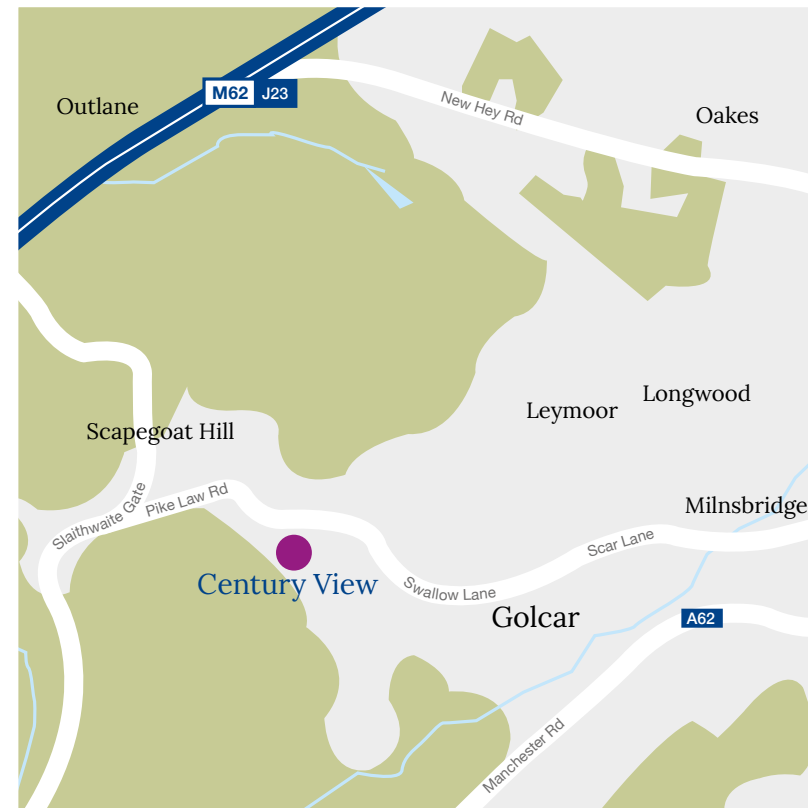 M62 J23
Outlane
New Hey Rd
Oakes
Longwood
Leymoor
Scapegoat Hill
Slaithwaite Gate
Pike Law Rd
Milnsbridge
Scar Lane
Century View
Swallow Lane
Golcar
A62
Manchester Rd